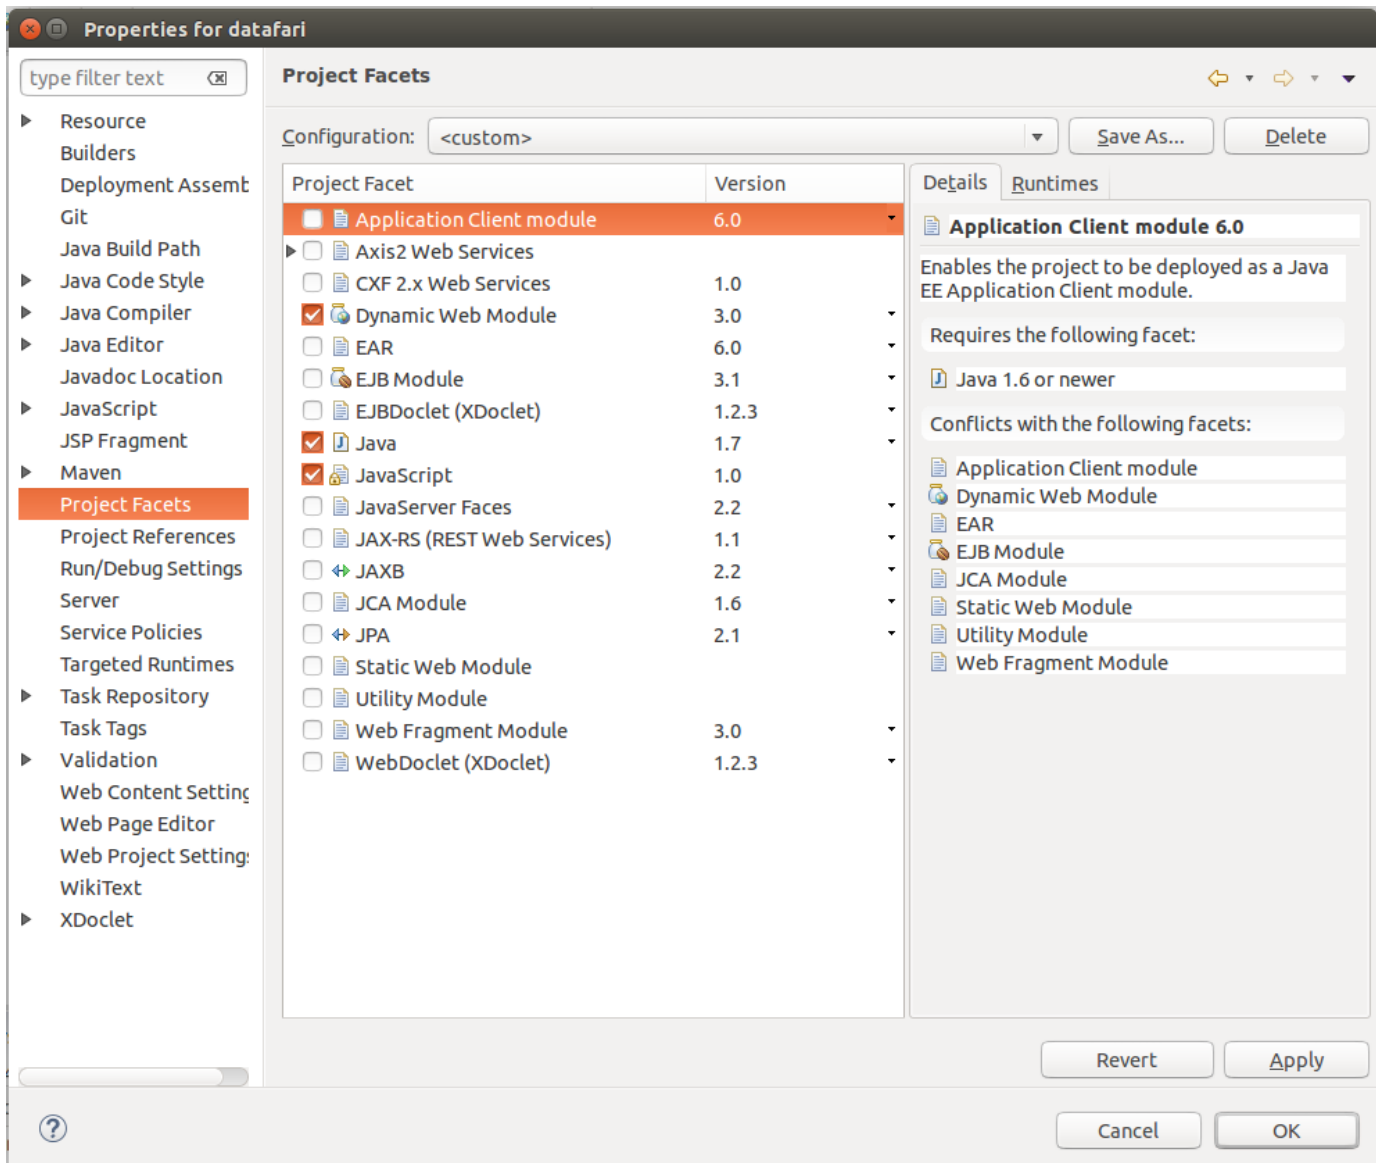 Properties for datafari
type filter text
Project Facets
Resource
Builders
Deployment Assemb
Git
Java Build Path
Java Code Style
Java Compiler
Java Editor
Javadoc Location
JavaScript
JSP Fragment
Maven
Project Facets
Project References
Run/Debug Settings
Server
Service Policies
Targeted Runtimes
Task Repository
Task Tags
Validation
Web Content Setting
Web Page Editor
Web Project Settings
WikiText
XDoclet
Configuration: <custom> Save As... Delete
Project Facet Version
Application Client module 6.0
Axis2 Web Services
CXF 2.x Web Services 1.0
Dynamic Web Module 3.0
EAR 6.0
EJB Module 3.1
EJBDoclet (XDoclet) 1.2.3
Java 1.7
JavaScript 1.0
JavaServer Faces 2.2
JAX-RS (REST Web Services) 1.1
JAXB 2.2
JCA Module 1.6
JPA 2.1
Static Web Module
Utility Module
Web Fragment Module 3.0
WebDoclet (XDoclet) 1.2.3
Details Runtimes
Application Client module 6.0
Enables the project to be deployed as a Java
EE Application Client module.
Requires the following facet:
Java 1.6 or newer
Conflicts with the following facets:
Application Client module
Dynamic Web Module
EAR
EJB Module
JCA Module
Static Web Module
Utility Module
Web Fragment Module
Revert Apply
Cancel OK